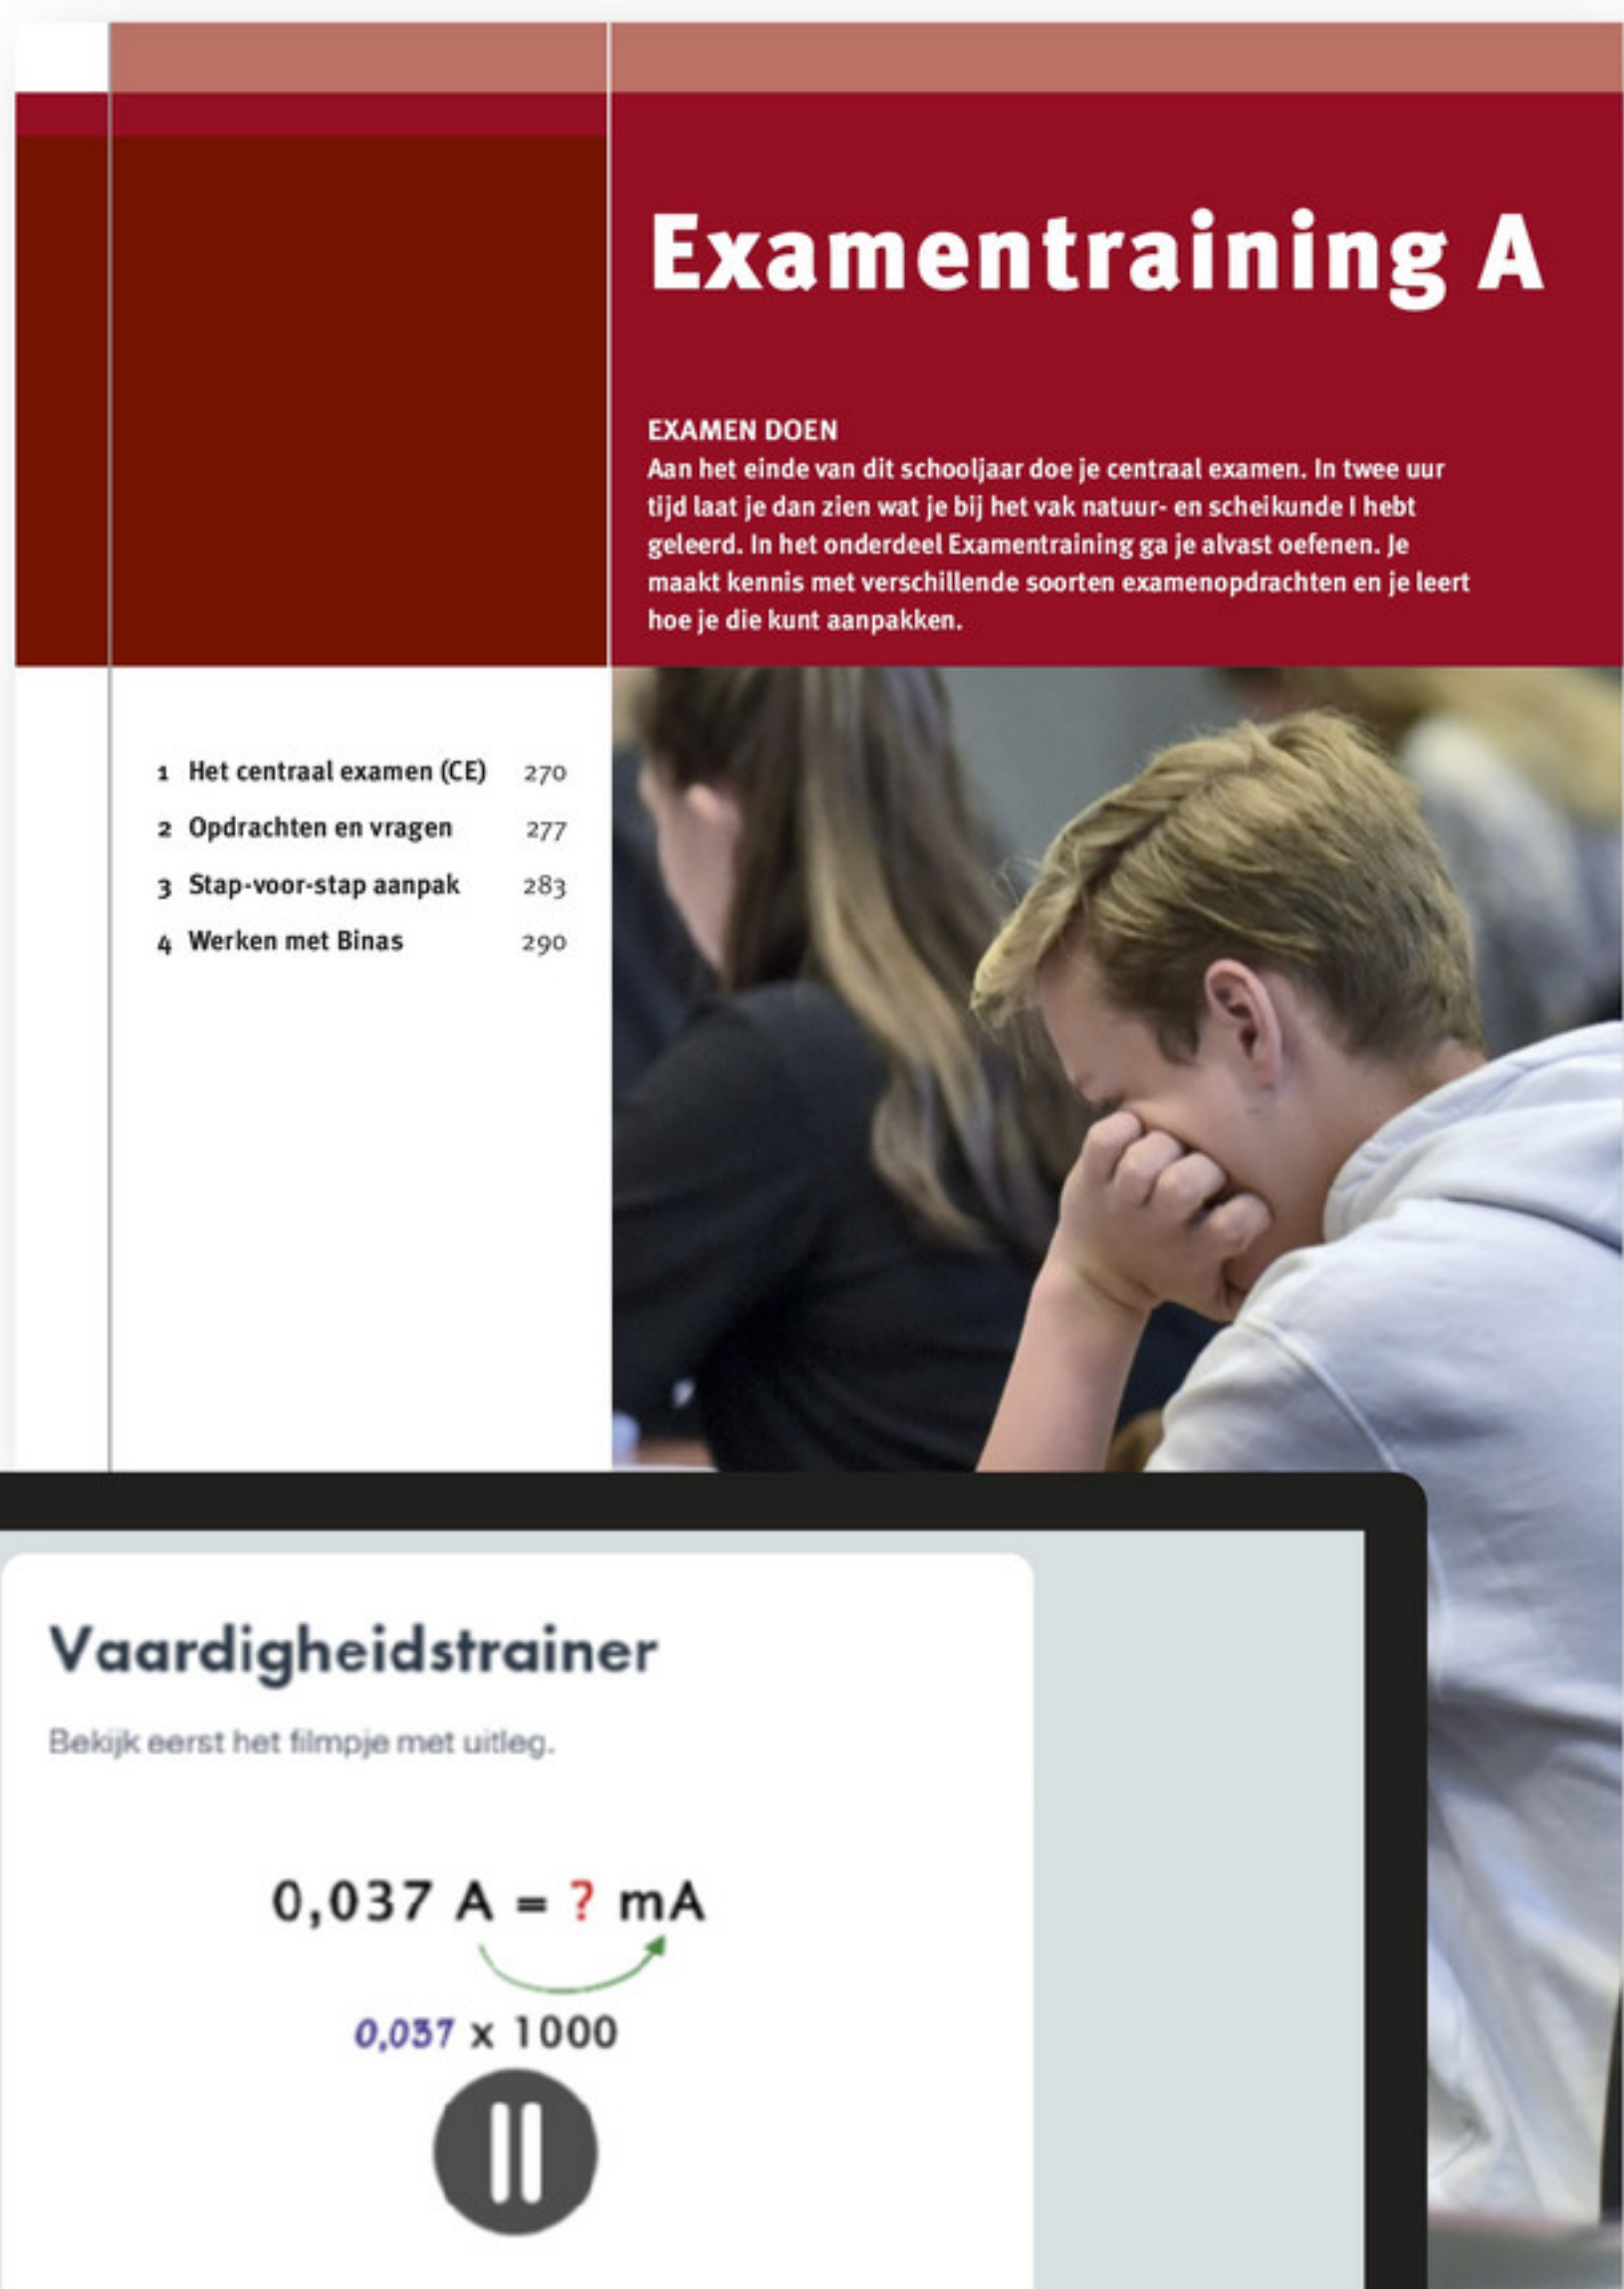 Examentraining A
EXAMEN DOEN
Aan het einde van dit schooljaar doe je centraal examen. In twee uur
tijd laat je dan zien wat je bij het vak natuur- en scheikunde I hebt
geleerd. In het onderdeel Examentraining ga je alvast oefenen. Je
maakt kennis met verschillende soorten examenopdrachten en je leert
hoe je die kunt aanpakken.
1 Het centraal examen (CE) 270
2 Opdrachten en vragen 277
3 Stap-voor-stap aanpak 283
4 Werken met Binas 290
Vaardigheidstrainer
Bekijk eerst het filmpje met uitleg.
0,037 A = ? mA
0,037 x 1000